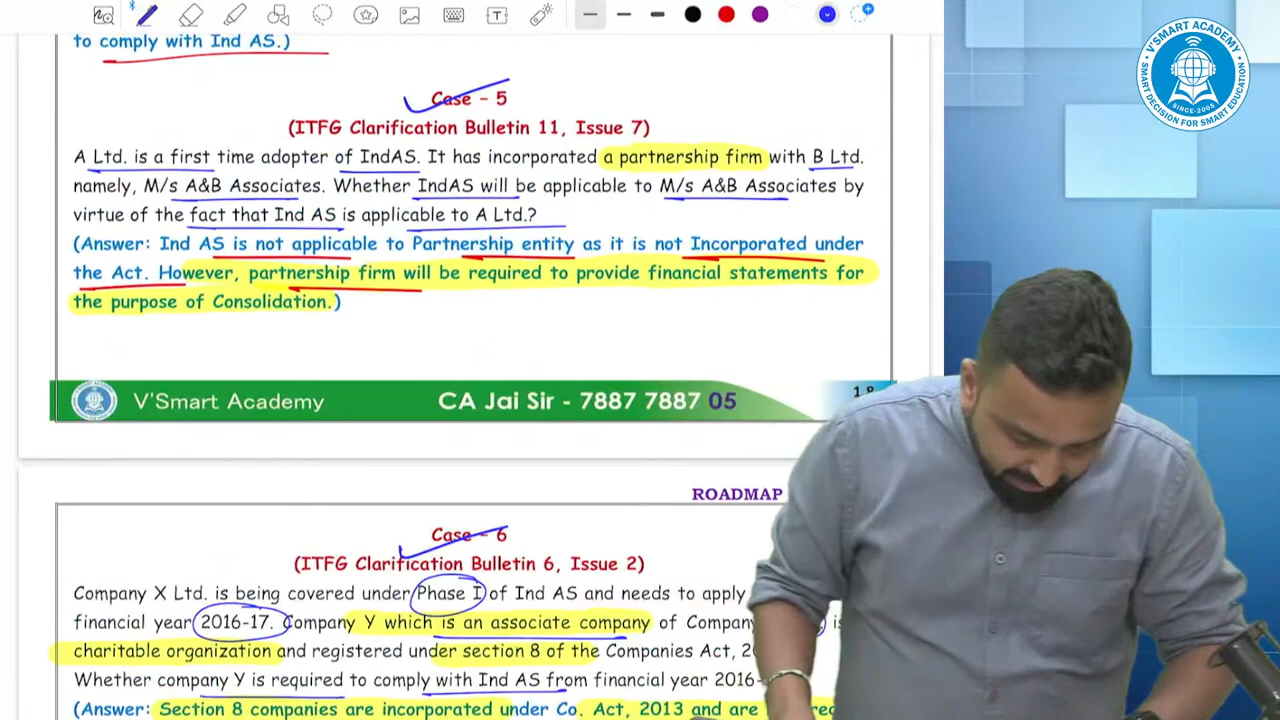 to comply with Ind AS.)
V'SMART ACADEMY
SMART DECISION FOR SMART EDUCATION
SINCE-2005
Case - 5
(ITFG Clarification Bulletin 11, Issue 7)
A Ltd. is a first time adopter of IndAS. It has incorporated a partnership firm with B Ltd.
namely, M/s A&B Associates. Whether IndAS will be applicable to M/s A&B Associates by
virtue of the fact that Ind AS is applicable to A Ltd.?
(Answer: Ind AS is not applicable to Partnership entity as it is not Incorporated under
the Act. However, partnership firm will be required to provide financial statements for
the purpose of Consolidation.)
V'Smart Academy
CA Jai Sir - 7887 7887 05
ROADMAP
Case - 6
(ITFG Clarification Bulletin 6, Issue 2)
Company X Ltd. is being covered under Phase I of Ind AS and needs to apply
financial year 2016-17. Company Y which is an associate company of Company
charitable organization and registered under section 8 of the Companies Act,
Whether company Y is required to comply with Ind AS from financial year 2016-
(Answer: Section 8 companies are incorporated under Co. Act, 2013 and are